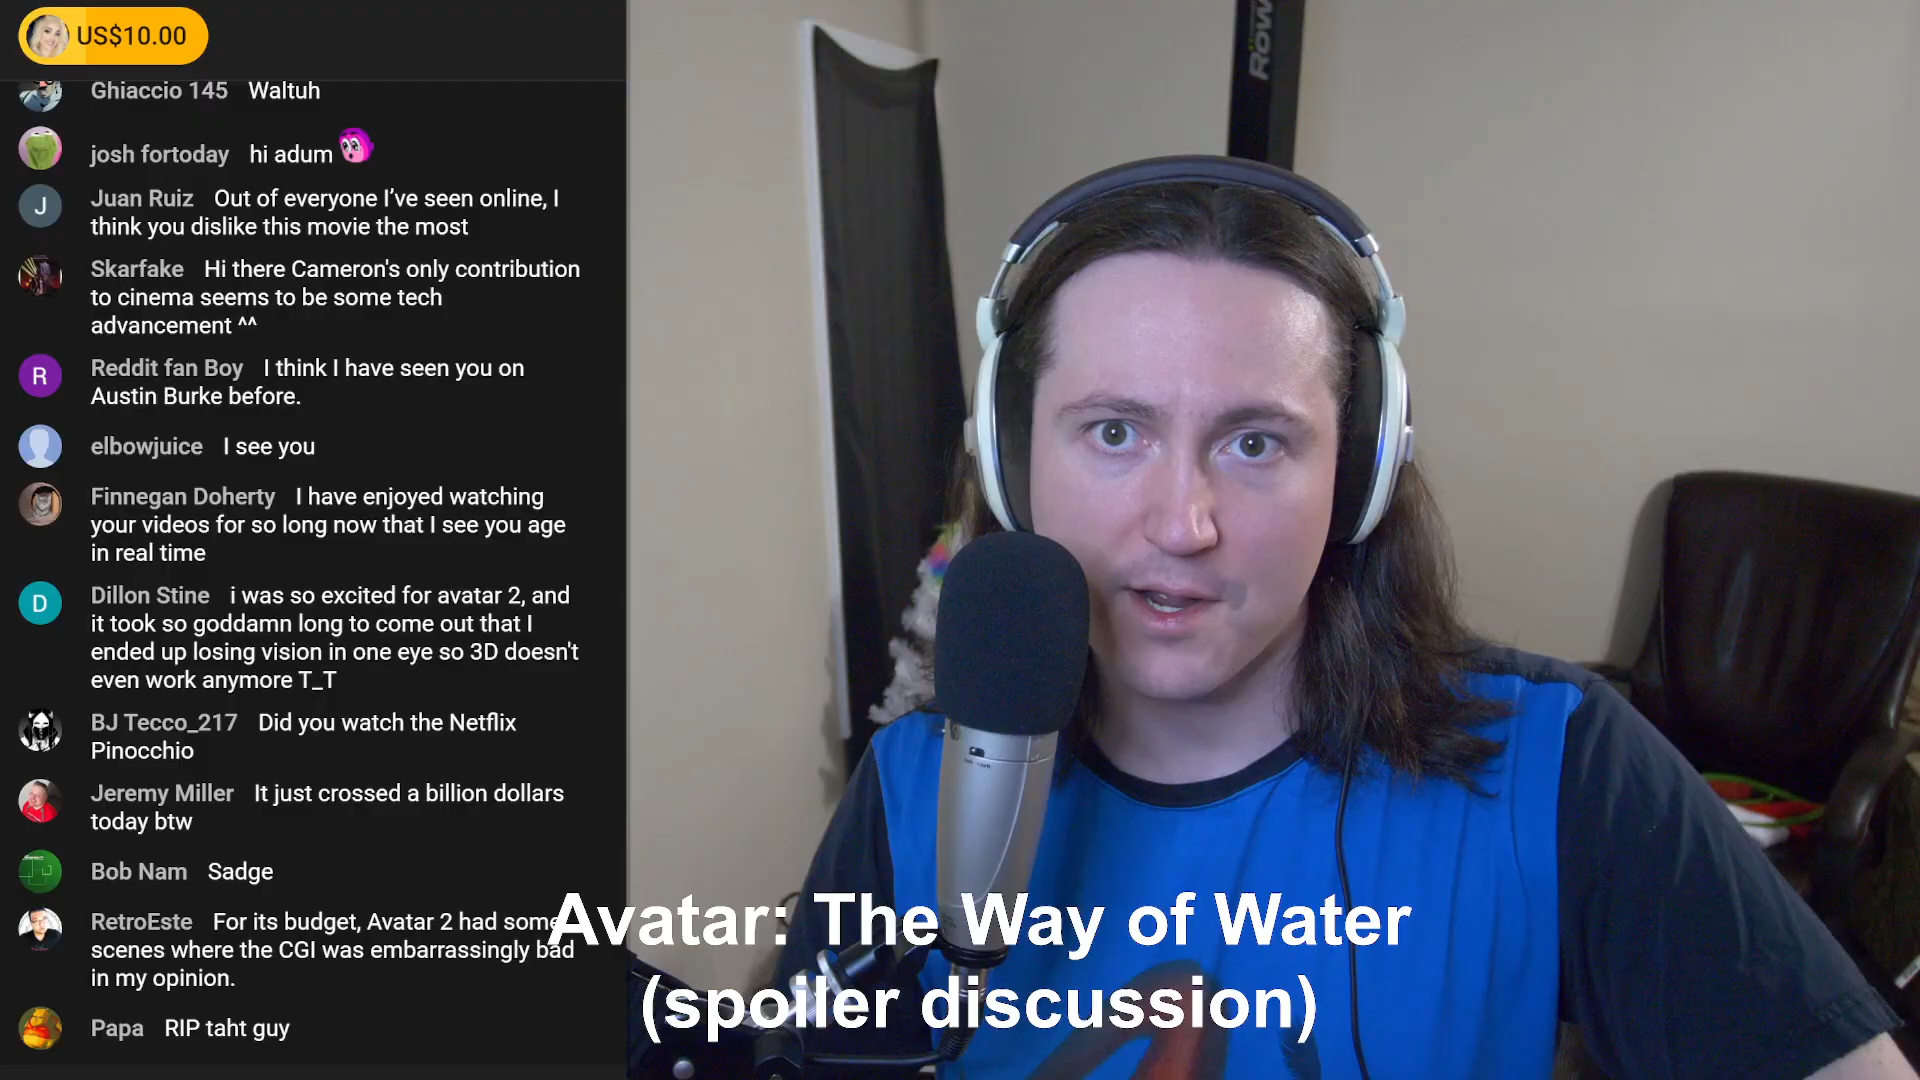 US$10.00
Ghiaccio 145 Waltuh
josh fortoday hi adum
J
Juan Ruiz Out of everyone I’ve seen online, I
think you dislike this movie the most
Skarfake Hi there Cameron's only contribution
to cinema seems to be some tech
advancement ^^
R
Reddit fan Boy I think I have seen you on
Austin Burke before.
elbowjuice I see you
Finnegan Doherty I have enjoyed watching
your videos for so long now that I see you age
in real time
D
Dillon Stine i was so excited for avatar 2, and
it took so goddamn long to come out that I
ended up losing vision in one eye so 3D doesn't
even work anymore T_T
BJ Tecco_217 Did you watch the Netflix
Pinocchio
Jeremy Miller It just crossed a billion dollars
today btw
Bob Nam Sadge
RetroEste For its budget, Avatar 2 had some
scenes where the CGI was embarrassingly bad
in my opinion.
Papa RIP taht guy
ROW
Avatar: The Way of Water
(spoiler discussion)